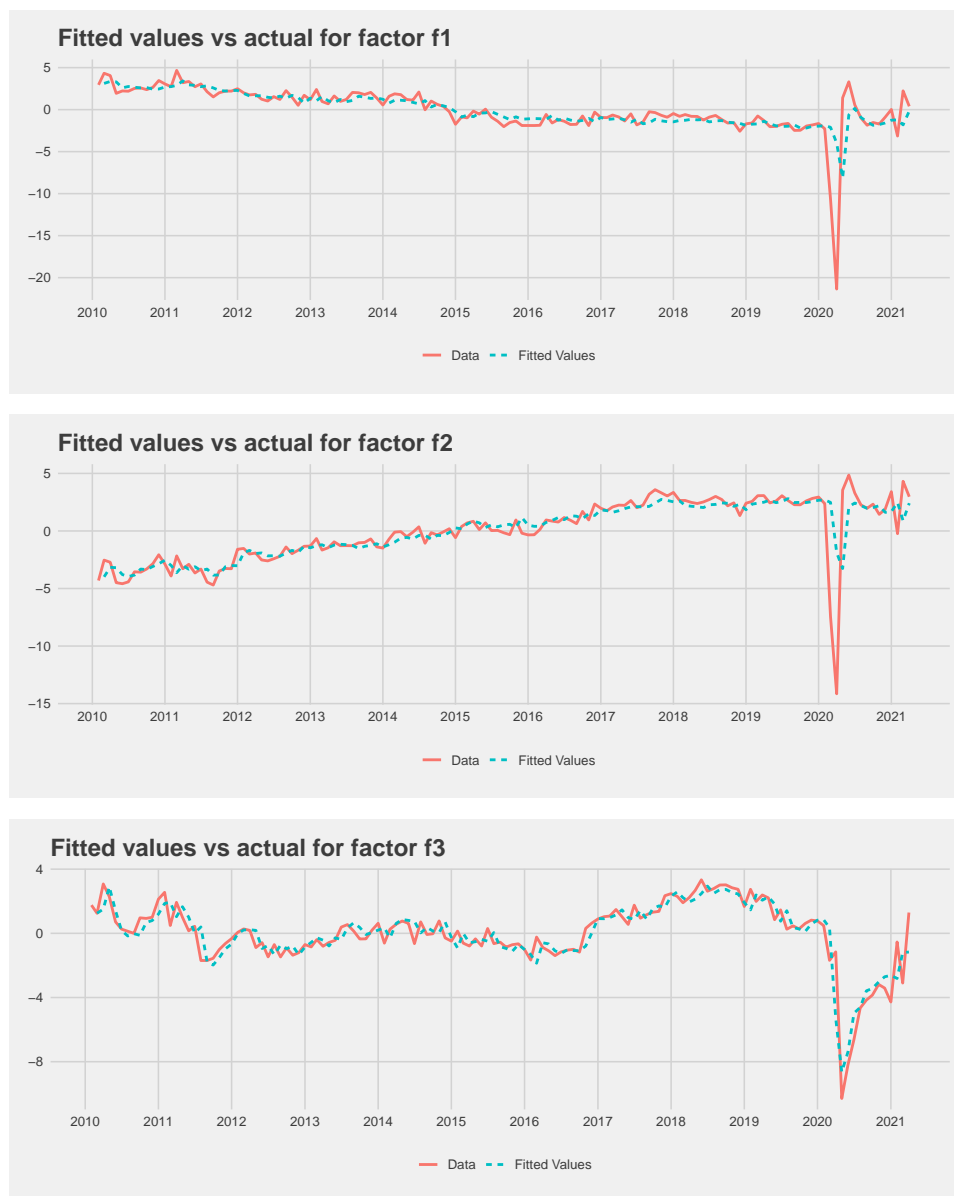 Fitted values vs actual for factor f1
5
0
−5
−10
−15
−20
2010 2011 2012 2013 2014 2015 2016 2017 2018 2019 2020 2021
Data Fitted Values
Fitted values vs actual for factor f2
5
0
−5
−10
−15
2010 2011 2012 2013 2014 2015 2016 2017 2018 2019 2020 2021
Data Fitted Values
Fitted values vs actual for factor f3
4
0
−4
−8
2010 2011 2012 2013 2014 2015 2016 2017 2018 2019 2020 2021
Data Fitted Values